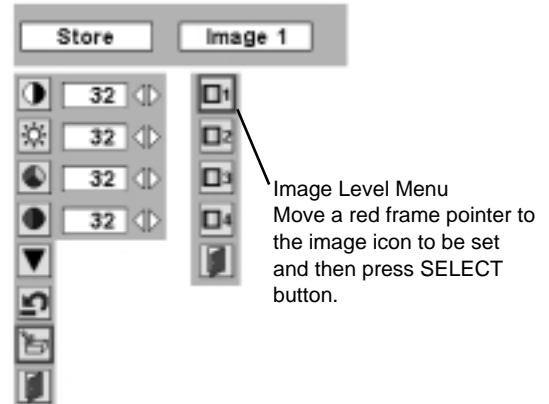 Store Image 1
32 1
32 2
32 3
32 4
Image Level Menu
Move a red frame pointer to
the image icon to be set
and then press SELECT
button.